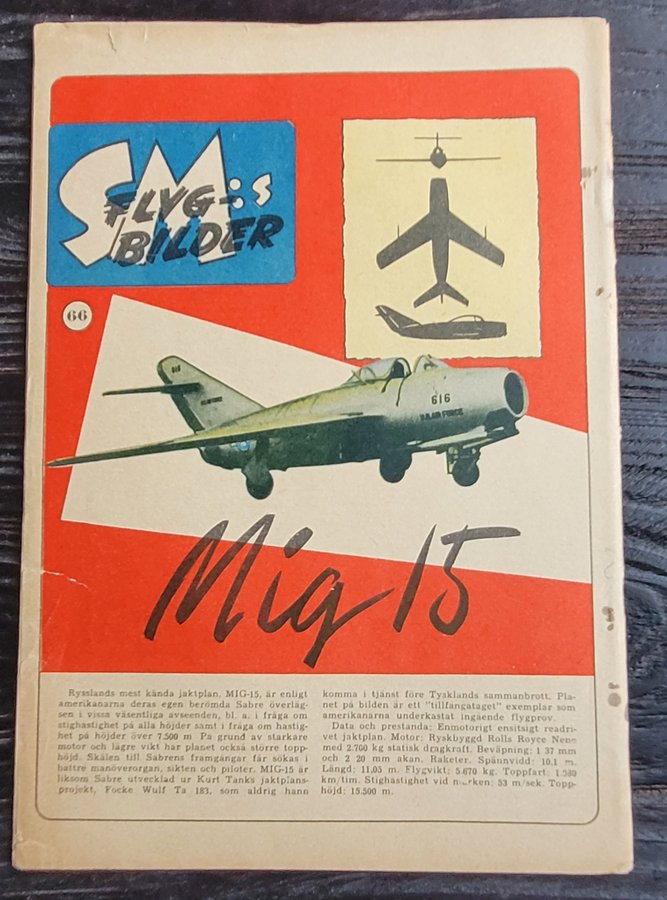 SM:s
FLYG-
BILDER
66
616
616
U.S. AIR FORCE
Mig 15
Rysslands mest kända jaktplan, MIG-15, är enligt
amerikanarna deras egen berömda Sabre överläg-
sen i vissa väsentliga avseenden, bl. a. i fråga om
stighastighet på alla höjder samt i fråga om hastig-
het på höjder över 7.500 m Pa grund av starkare
motor och lägre vikt har planet också större topp-
höjd. Skälen till Sabrens framgångar får sökas i
bättre manöverorgan, sikten och piloter. MIG-15 är
liksom Sabre utvecklad ur Kurt Tanks jaktplans-
projekt, Focke Wulf Ta 183, som aldrig hann
komma i tjänst före Tysklands sammanbrott. Pla-
net på bilden är ett "tillfangataget" exemplar som
amerikanarna underkastat ingående flygprov.
Data och prestanda: Enmotorigt ensitsigt readri-
vet jaktplan. Motor: Ryskbyggd Rolls Royce Nene
med 2.700 kg statisk dragkraft. Beväpning: 1 37 mm
och 2 20 mm akan. Raketer. Spännvidd: 10.1 m.
Längd: 11.05 m. Flygvikt: 5.670 kg. Toppfart:
km/tim. Stighastighet vid marken: 53 m/sek. Topp-
höjd: 15.500 m.